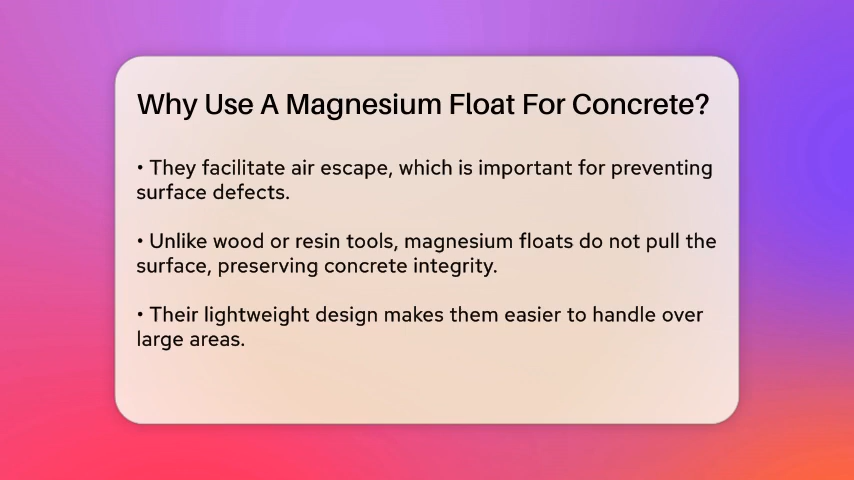 Why Use A Magnesium Float For Concrete?
• They facilitate air escape, which is important for preventing
surface defects.
• Unlike wood or resin tools, magnesium floats do not pull the
surface, preserving concrete integrity.
• Their lightweight design makes them easier to handle over
large areas.